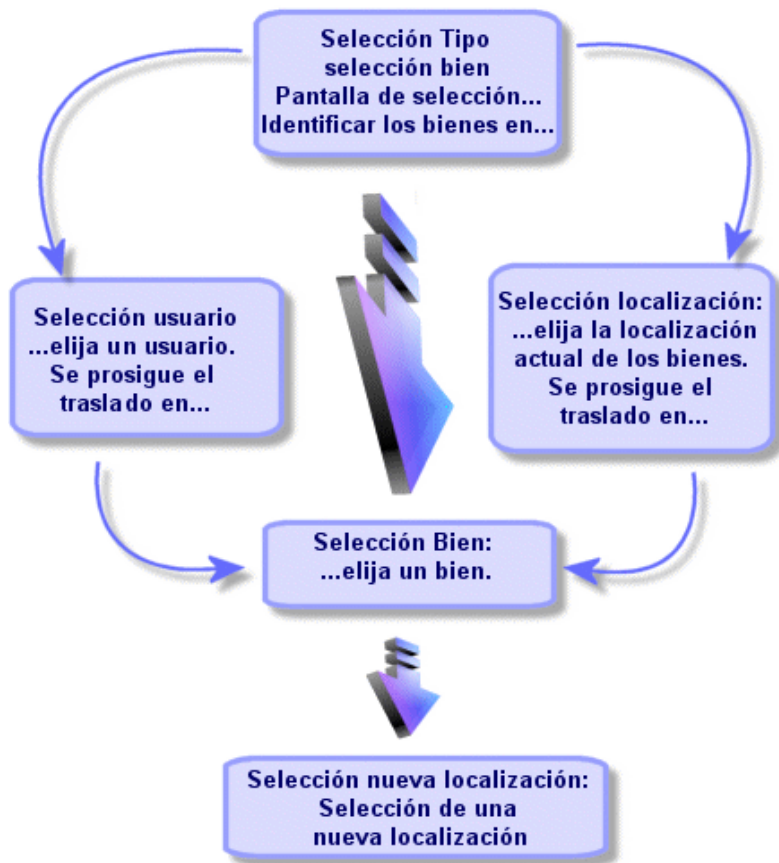 Selección Tipo
selección bien
Pantalla de selección...
Identificar los bienes en...
Selección usuario
...elija un usuario.
Se prosigue el
traslado en...
Selección localización:
...elija la localización
actual de los bienes.
Se prosigue el
traslado en...
Selección Bien:
...elija un bien.
Selección nueva localización:
Selección de una
nueva localización